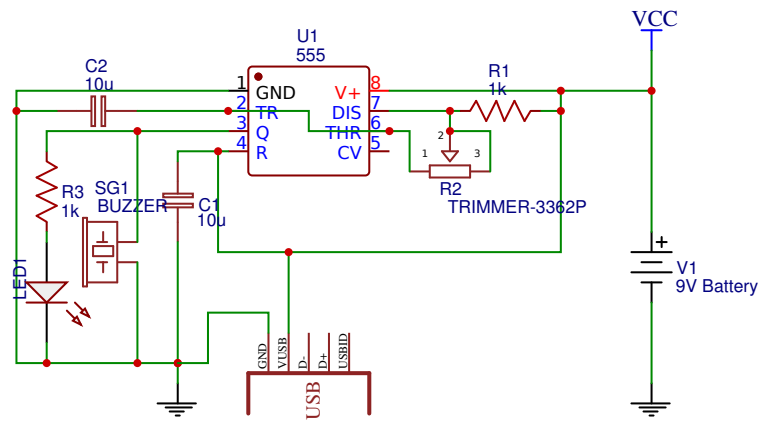 VCC
U1
555
C2
10u
R1
1k
1
GND
V+
8
2
TR
DIS
7
3
Q
THR
6
4
R
CV
5
2
1
3
R2
TRIMMER-3362P
R3
1k
SG1
BUZZER
C1
10u
LED1
+
V1
9V Battery
GND
VUSB
D-
D+
USBID
USB